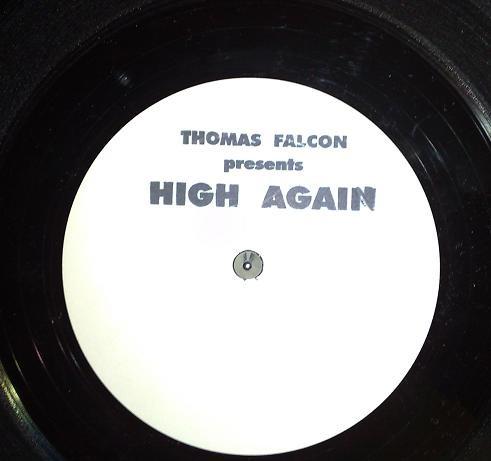 THOMAS FALCON
presents
HIGH AGAIN